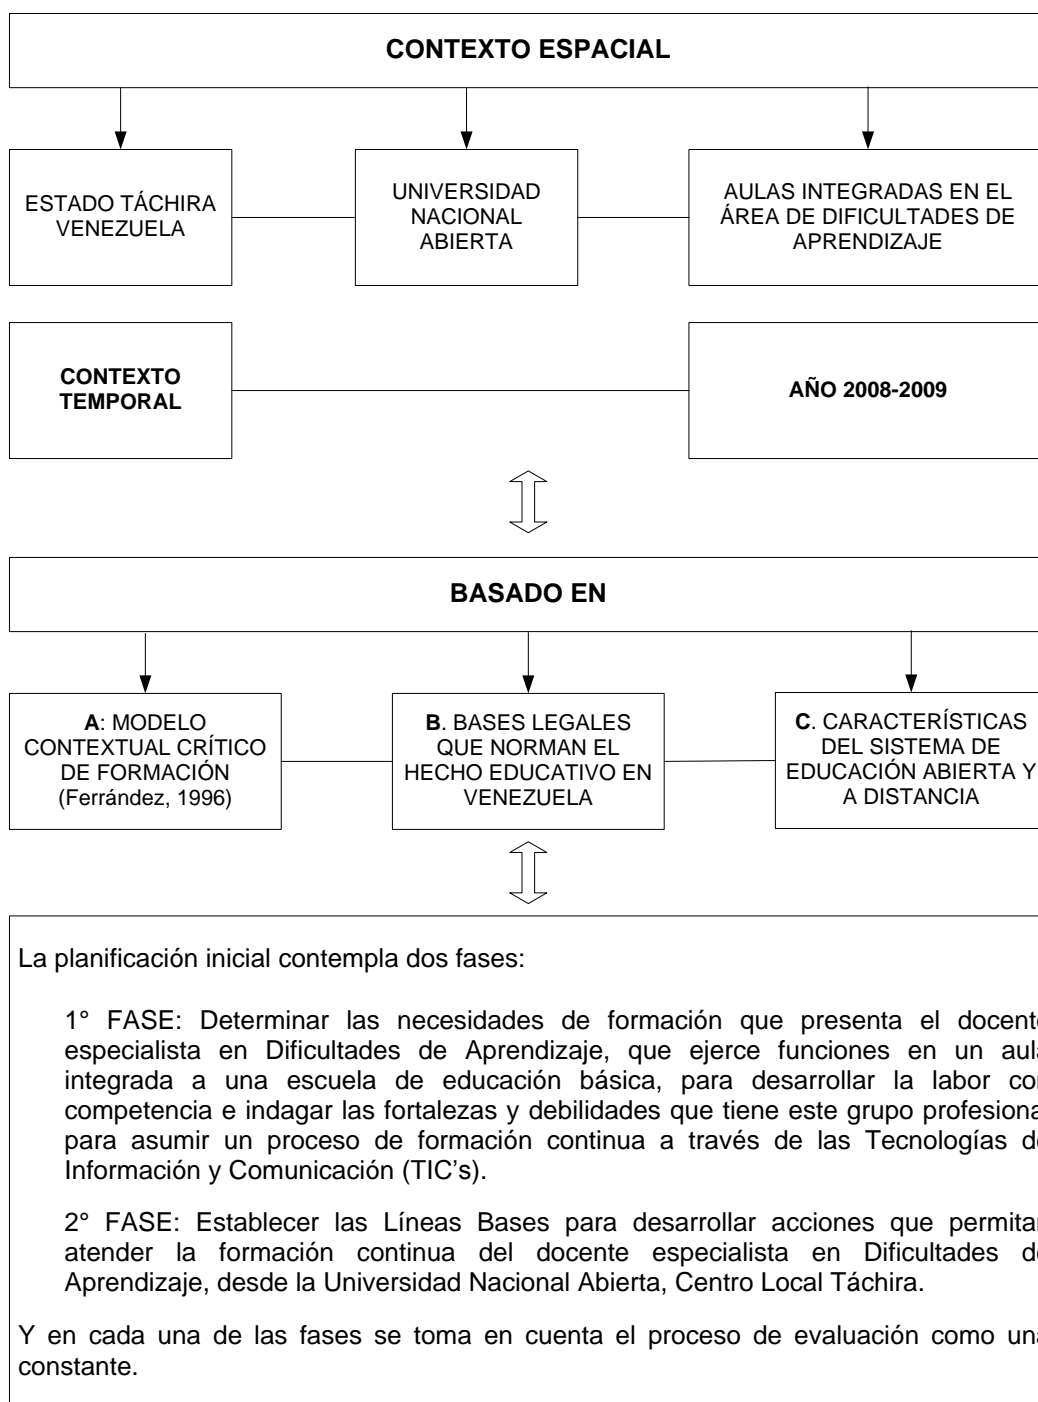 CONTEXTO ESPACIAL
ESTADO TÁCHIRA
VENEZUELA
UNIVERSIDAD
NACIONAL
ABIERTA
AULAS INTEGRADAS EN EL
ÁREA DE DIFICULTADES DE
APRENDIZAJE
CONTEXTO
TEMPORAL
AÑO 2008-2009
BASADO EN
A: MODELO
CONTEXTUAL CRÍTICO
DE FORMACIÓN
(Ferrández, 1996)
B. BASES LEGALES
QUE NORMAN EL
HECHO EDUCATIVO EN
VENEZUELA
C. CARACTERÍSTICAS
DEL SISTEMA DE
EDUCACIÓN ABIERTA Y
A DISTANCIA
La planificación inicial contempla dos fases:
1° FASE: Determinar las necesidades de formación que presenta el docente
especialista en Dificultades de Aprendizaje, que ejerce funciones en un aula
integrada a una escuela de educación básica, para desarrollar la labor con
competencia e indagar las fortalezas y debilidades que tiene este grupo profesiona
para asumir un proceso de formación continua a través de las Tecnologías de
Información y Comunicación (TIC's).
2° FASE: Establecer las Líneas Bases para desarrollar acciones que permitan
atender la formación continua del docente especialista en Dificultades de
Aprendizaje, desde la Universidad Nacional Abierta, Centro Local Táchira.
Y en cada una de las fases se toma en cuenta el proceso de evaluación como una
constante.